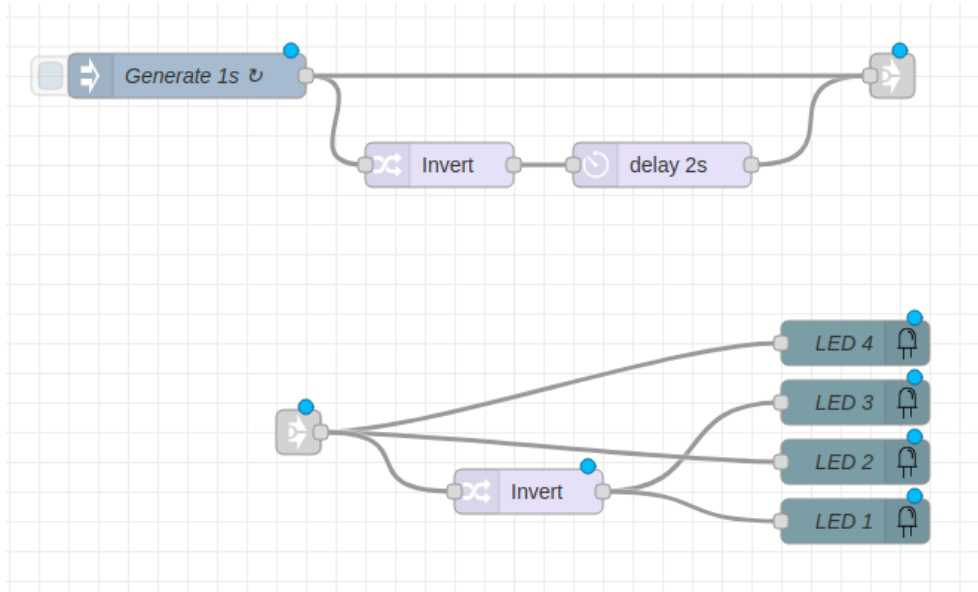 Generate 1s ↻
Invert
delay 2s
LED 4
LED 3
LED 2
Invert
LED 1